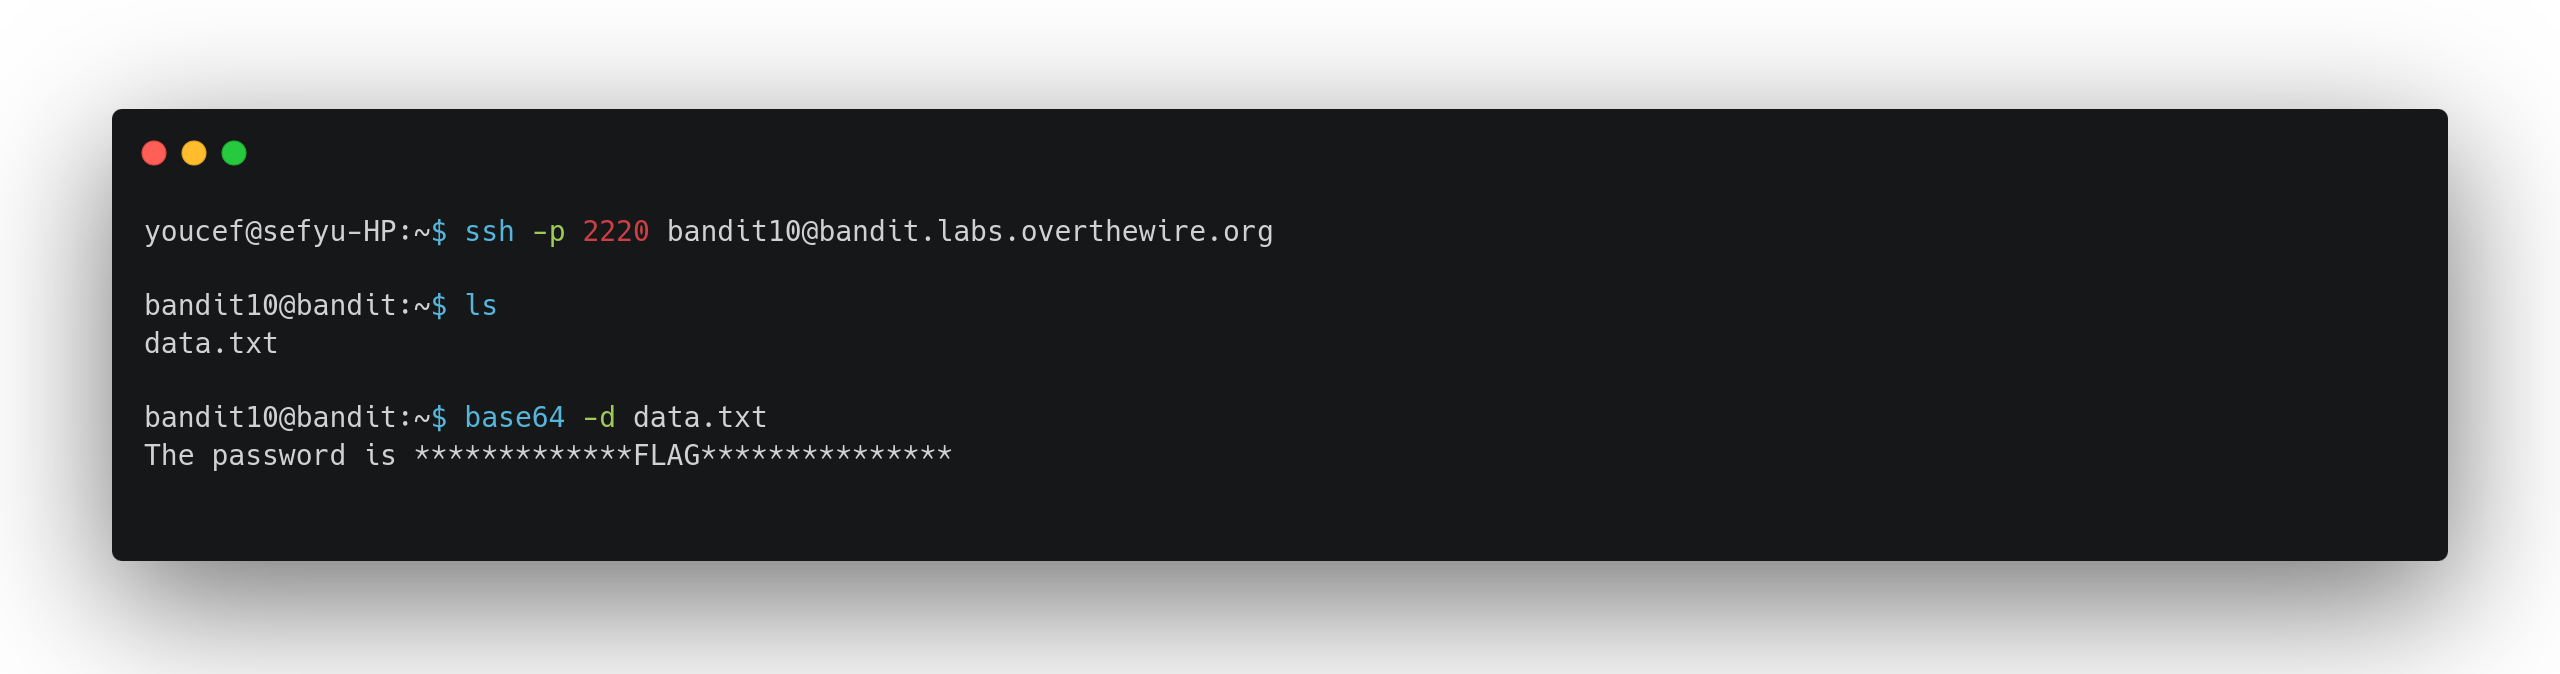 youcef@sefyu-HP:~$ ssh -p 2220 bandit10@bandit.labs.overthewire.org
bandit10@bandit:~$ ls
data.txt
bandit10@bandit:~$ base64 -d data.txt
The password is *************FLAG***************